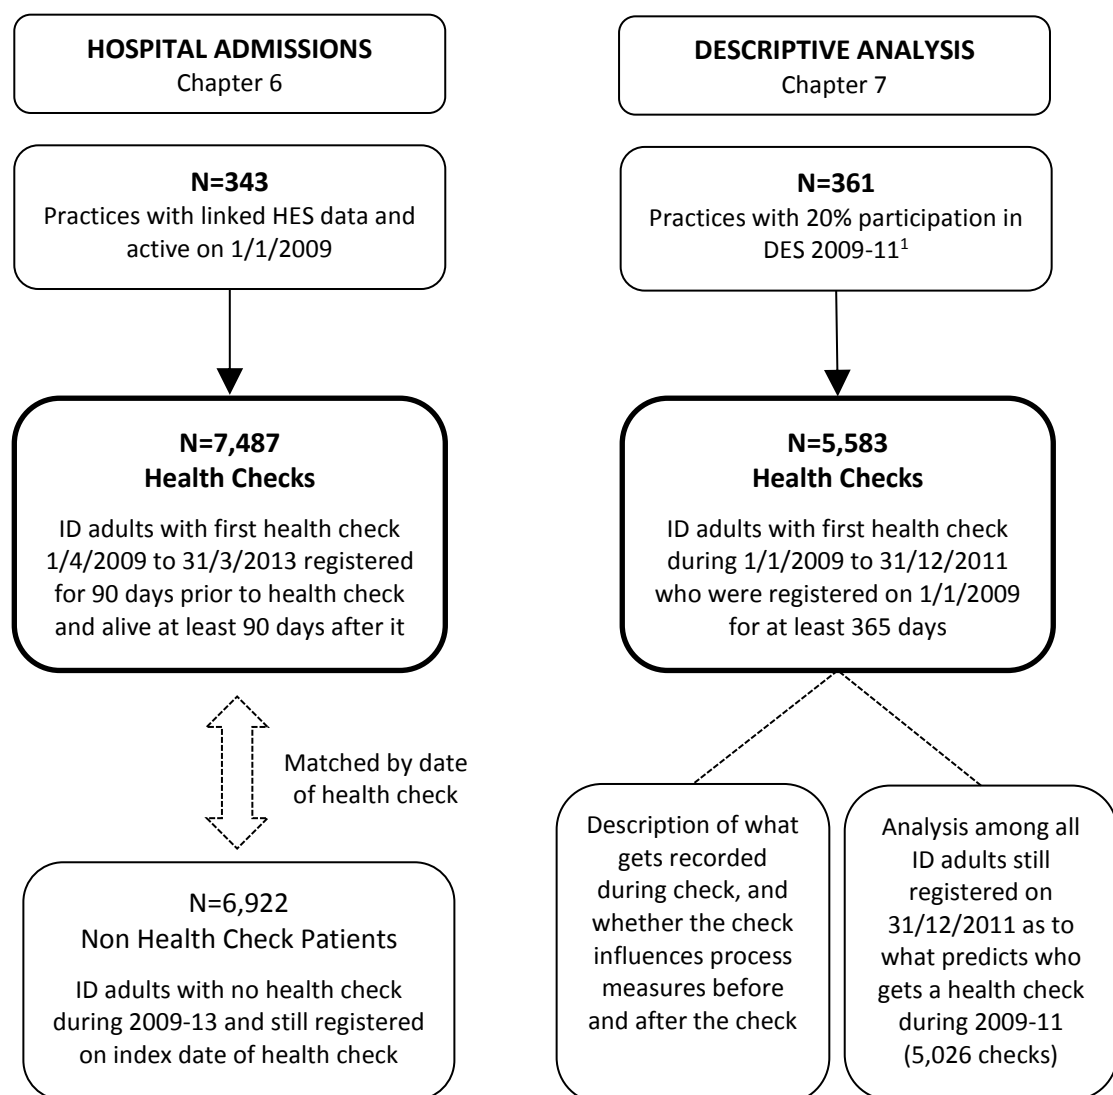 HOSPITAL ADMISSIONS
Chapter 6
N=343
Practices with linked HES data and
active on 1/1/2009
N=7,487
Health Checks
ID adults with first health check
1/4/2009 to 31/3/2013 registered
for 90 days prior to health check
and alive at least 90 days after it
Matched by date
of health check
N=6,922
Non Health Check Patients
ID adults with no health check
during 2009-13 and still registered
on index date of health check
DESCRIPTIVE ANALYSIS
Chapter 7
N=361
Practices with 20% participation in
DES 2009-11¹
N=5,583
Health Checks
ID adults with first health check
during 1/1/2009 to 31/12/2011
who were registered on 1/1/2009
for at least 365 days
Description of what
gets recorded
during check, and
whether the check
influences process
measures before
and after the check
Analysis among all
ID adults still
registered on
31/12/2011 as to
what predicts who
gets a health check
during 2009-11
(5,026 checks)